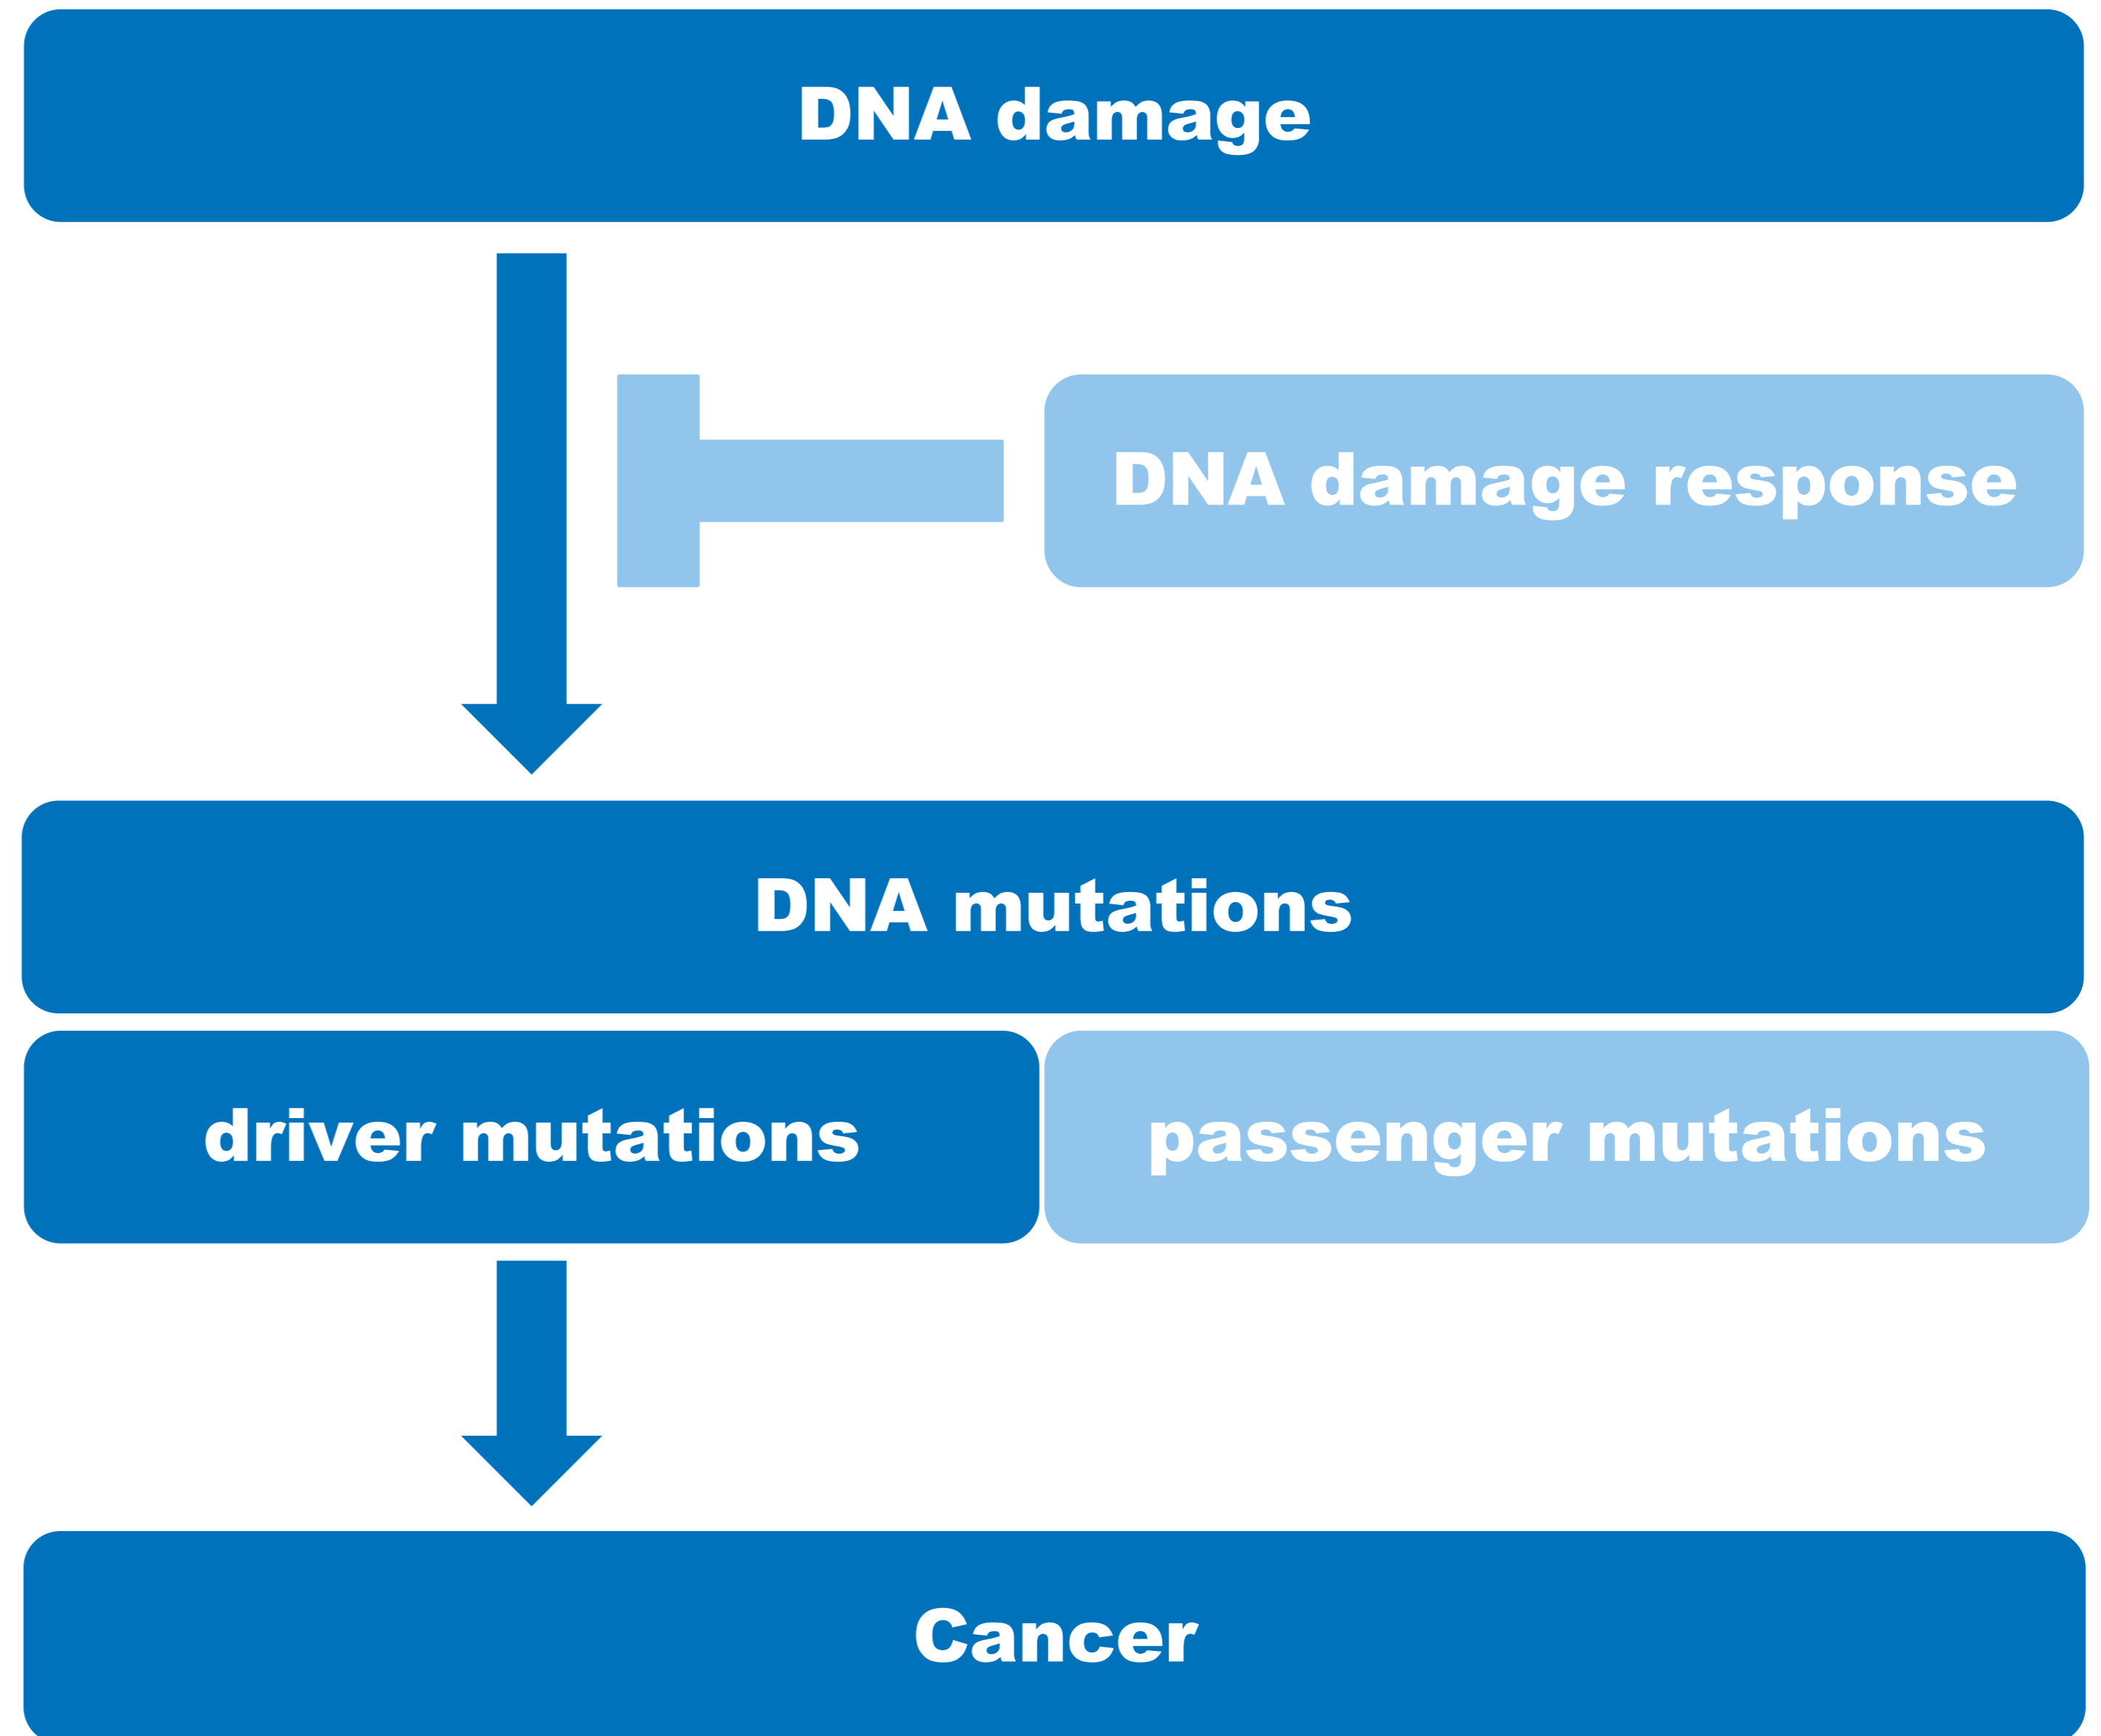 DNA damage
DNA damage response
DNA mutations
driver mutations
passenger mutations
Cancer